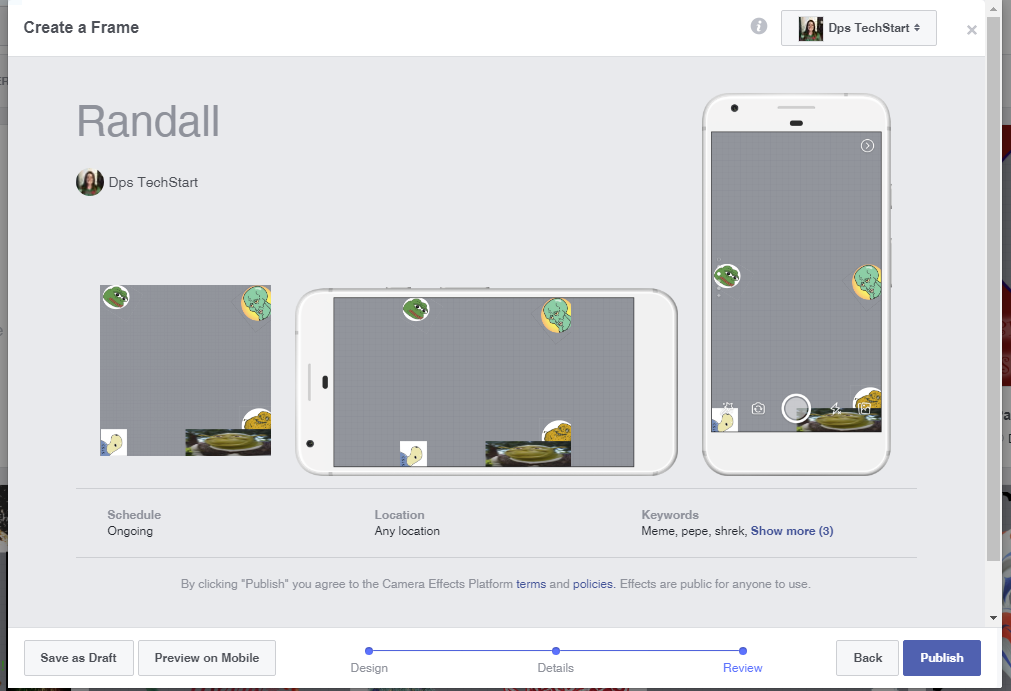 Create a Frame
Dps TechStart
Randall
Dps TechStart
Schedule
Ongoing
Location
Any location
Keywords
Meme, pepe, shrek, Show more (3)
By clicking "Publish" you agree to the Camera Effects Platform terms and policies. Effects are public for anyone to use.
Save as Draft
Preview on Mobile
Design
Details
Review
Back
Publish